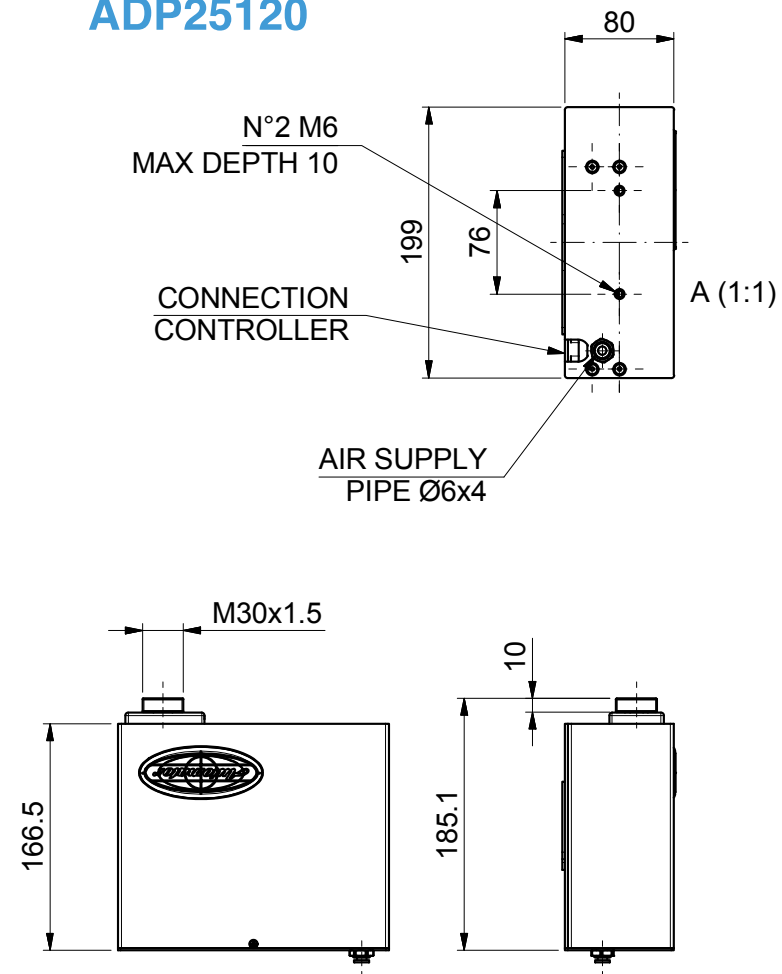 ADP25120
80
N°2 M6
MAX DEPTH 10
199
76
A (1:1)
CONNECTION
CONTROLLER
AIR SUPPLY
PIPE Ø6x4
M30x1.5
10
166.5
185.1